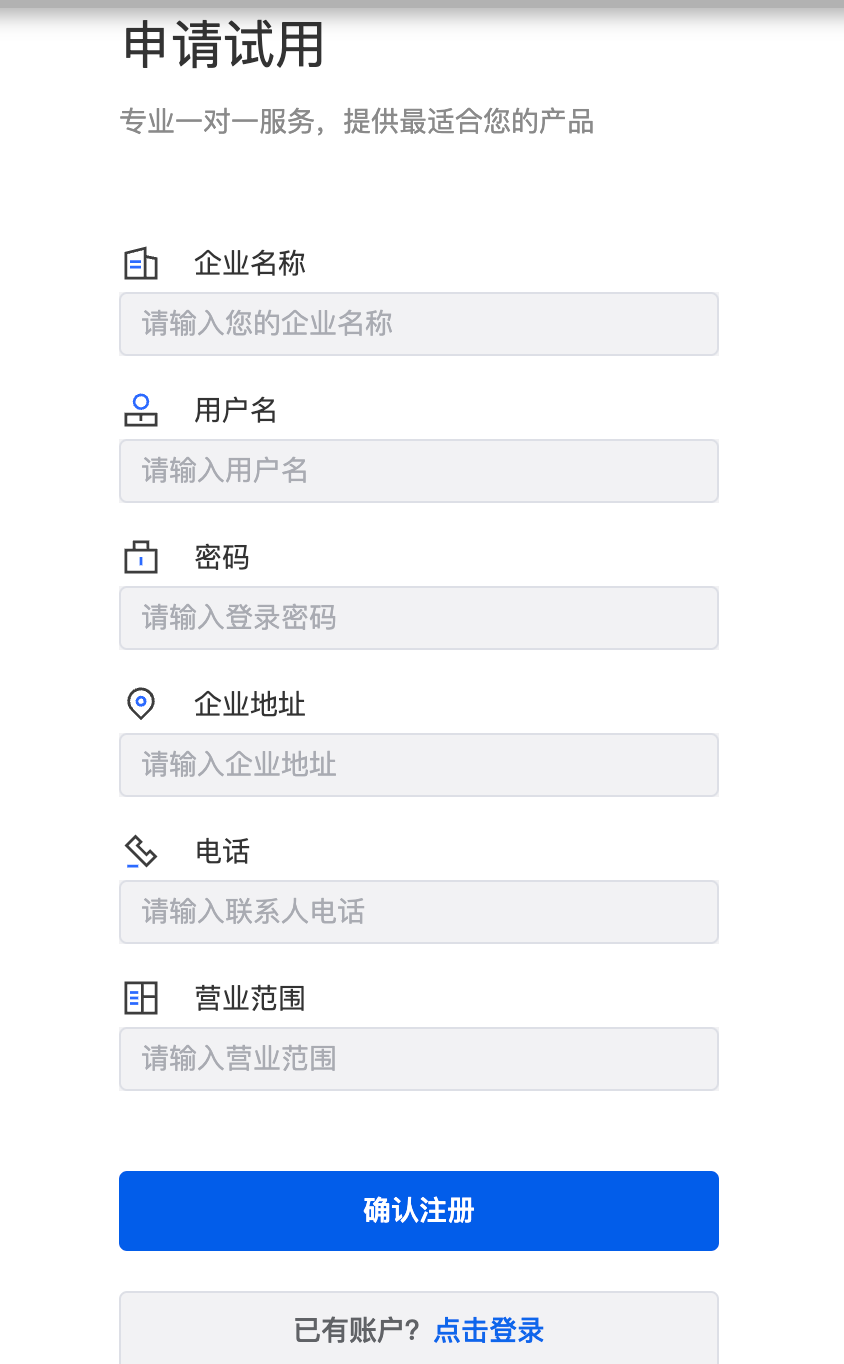 申请试用
专业一对一服务，提供最适合您的产品
企业名称
请输入您的企业名称
用户名
请输入用户名
密码
请输入登录密码
企业地址
请输入企业地址
电话
请输入联系人电话
营业范围
请输入营业范围
确认注册
已有账户？点击登录